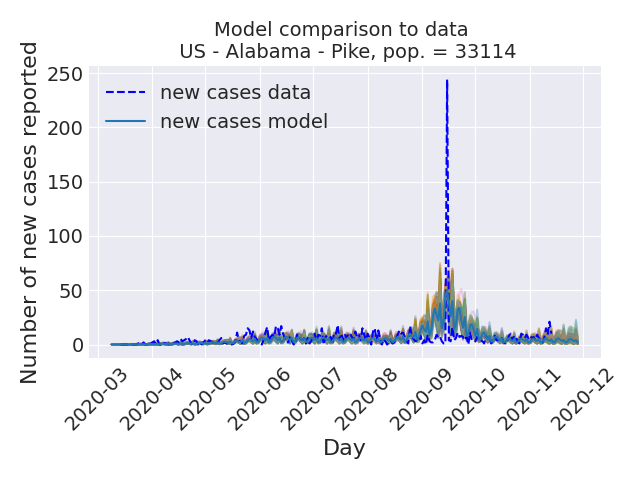 Model comparison to data
US - Alabama - Pike, pop. = 33114
Number of new cases reported
250
200
150
100
50
0
new cases data
new cases model
2020-03
2020-04
2020-05
2020-06
2020-07
2020-08
2020-09
2020-10
2020-11
2020-12
Day